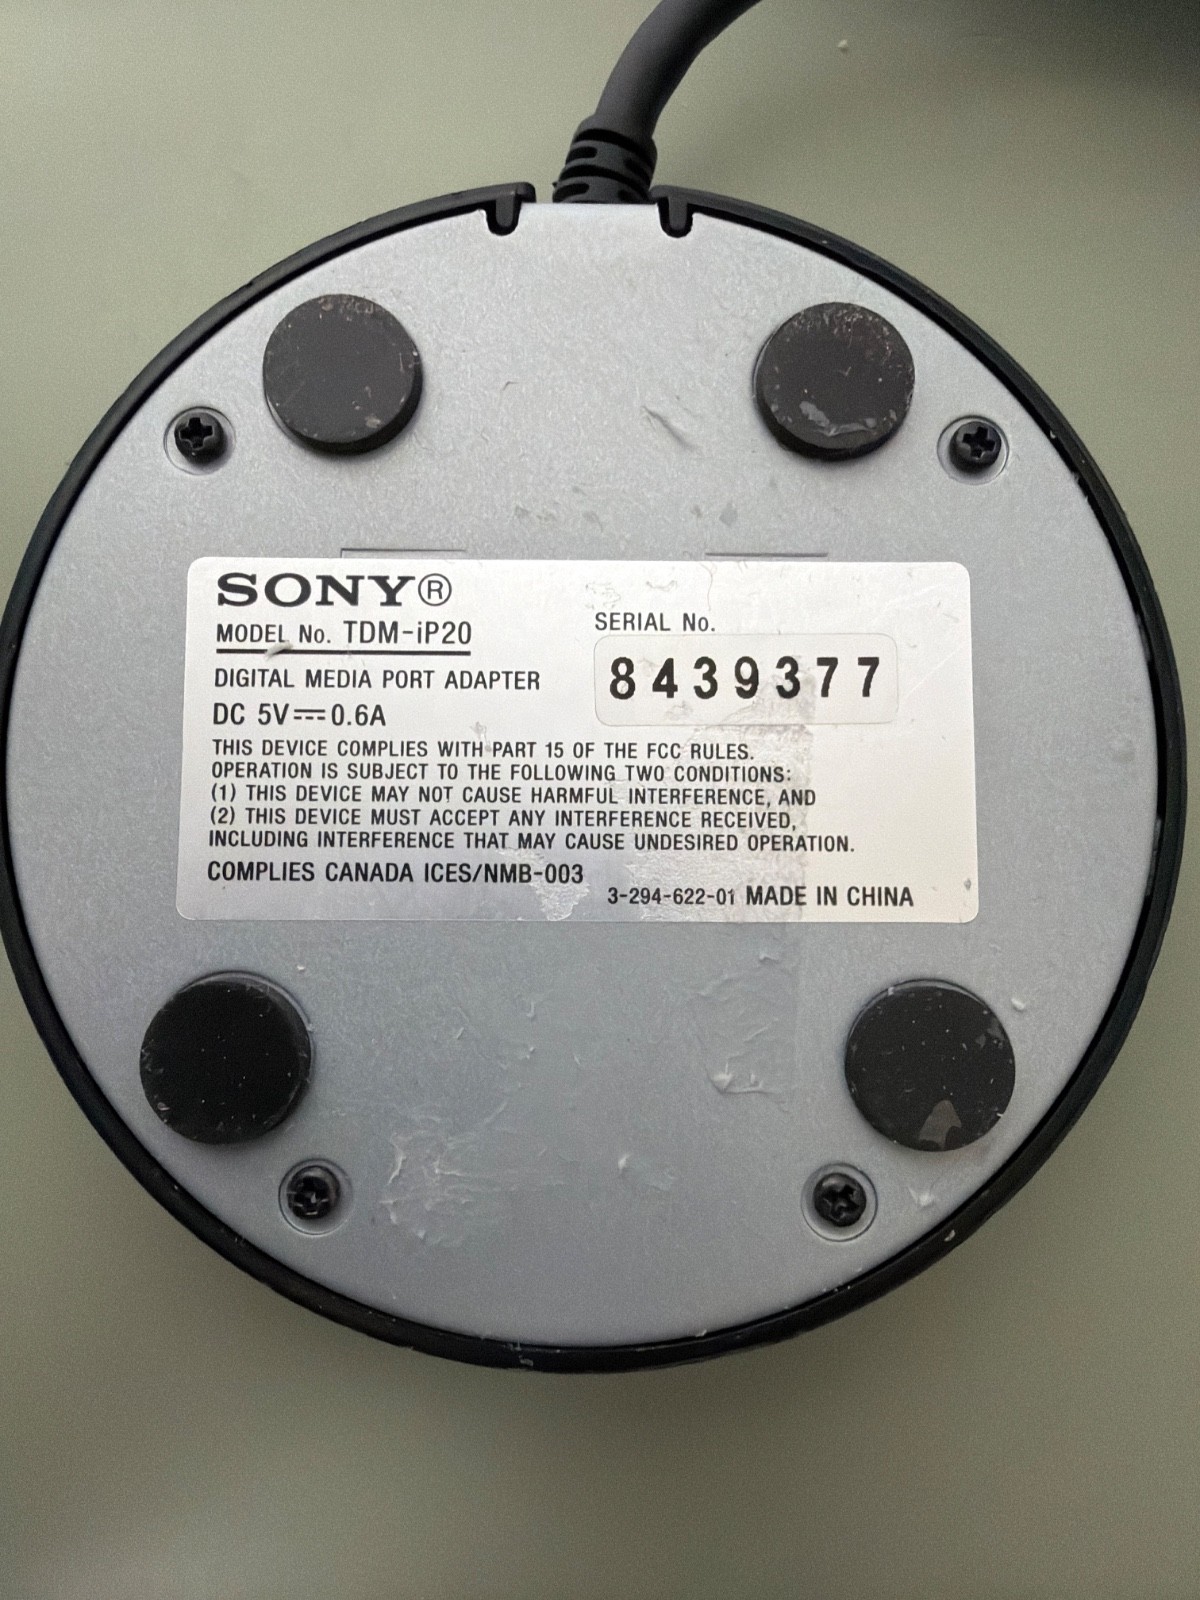 SONY®
MODEL No. TDM-iP20
DIGITAL MEDIA PORT ADAPTER
DC 5V⎓0.6A
SERIAL No.
8439377
THIS DEVICE COMPLIES WITH PART 15 OF THE FCC RULES.
OPERATION IS SUBJECT TO THE FOLLOWING TWO CONDITIONS:
(1) THIS DEVICE MAY NOT CAUSE HARMFUL INTERFERENCE, AND
(2) THIS DEVICE MUST ACCEPT ANY INTERFERENCE RECEIVED,
INCLUDING INTERFERENCE THAT MAY CAUSE UNDESIRED OPERATION.
COMPLIES CANADA ICES/NMB-003
3-294-622-01 MADE IN CHINA